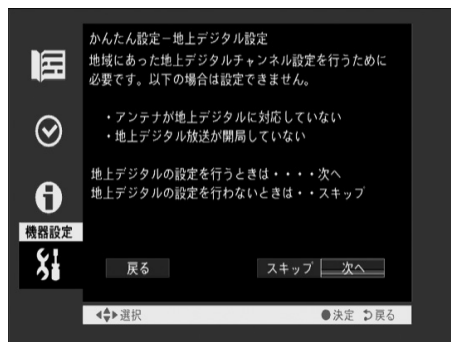 かんたん設定－地上デジタル設定
地域にあった地上デジタルチャンネル設定を行うために
必要です。以下の場合は設定できません。
・アンテナが地上デジタルに対応していない
・地上デジタル放送が開局していない
地上デジタルの設定を行うときは・・・・次へ
地上デジタルの設定を行わないときは・・スキップ
機器設定
戻る スキップ 次へ
選択 ●決定 戻る